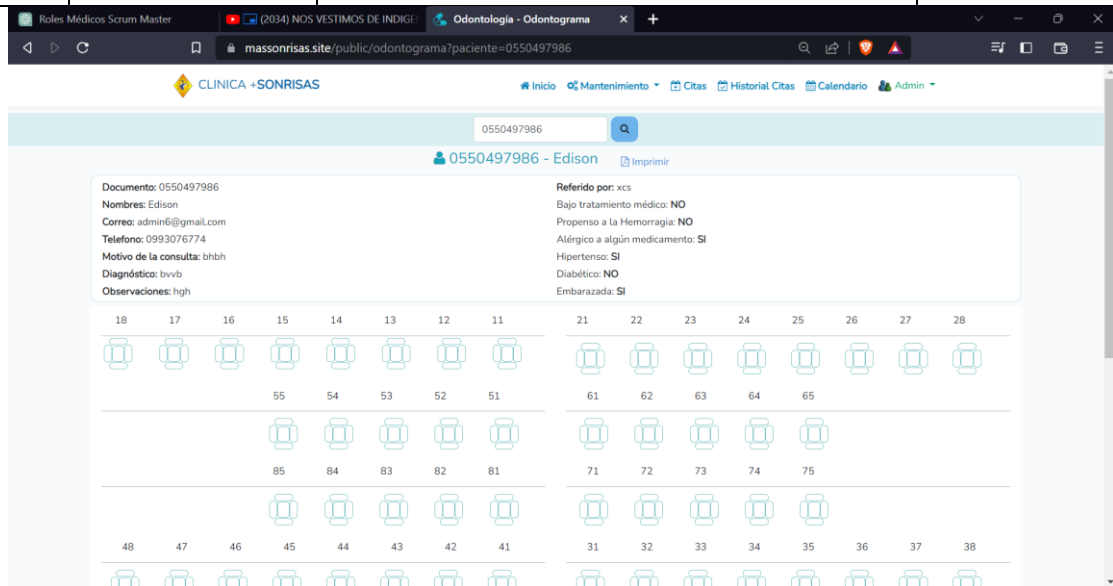 Roles Médicos Scrum Master
(2034) NOS VESTIMOS DE INDIGE
Odontología - Odontograma
massonrisas.site/public/odontograma?paciente=0550497986
CLINICA +SONRISAS
Inicio Mantenimiento Citas Historial Citas Calendario Admin
0550497986
0550497986 - Edison Imprimir
Documento: 0550497986
Nombres: Edison
Correo: admin6@gmail.com
Telefono: 0993076774
Motivo de la consulta: bhbh
Diagnóstico: bvvb
Observaciones: hgh
Referido por: xcs
Bajo tratamiento médico: NO
Propenso a la Hemorragia: NO
Alérgico a algún medicamento: SI
Hipertenso: SI
Diabético: NO
Embarazada: SI
18 17 16 15 14 13 12 11 21 22 23 24 25 26 27 28
55 54 53 52 51 61 62 63 64 65
85 84 83 82 81 71 72 73 74 75
48 47 46 45 44 43 42 41 31 32 33 34 35 36 37 38